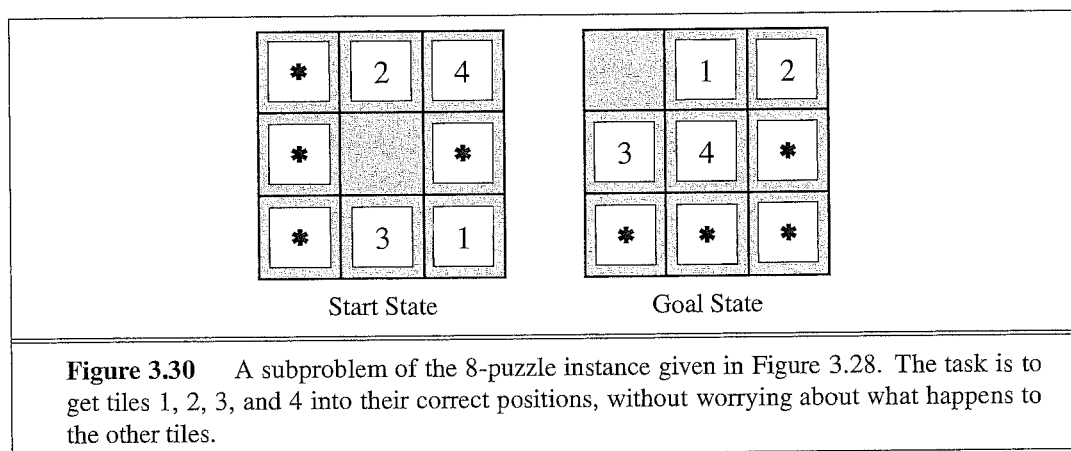 * 2 4 1 2
* * 3 4 *
* 3 1 * * *
Start State Goal State
Figure 3.30 A subproblem of the 8-puzzle instance given in Figure 3.28. The task is to
get tiles 1, 2, 3, and 4 into their correct positions, without worrying about what happens to
the other tiles.